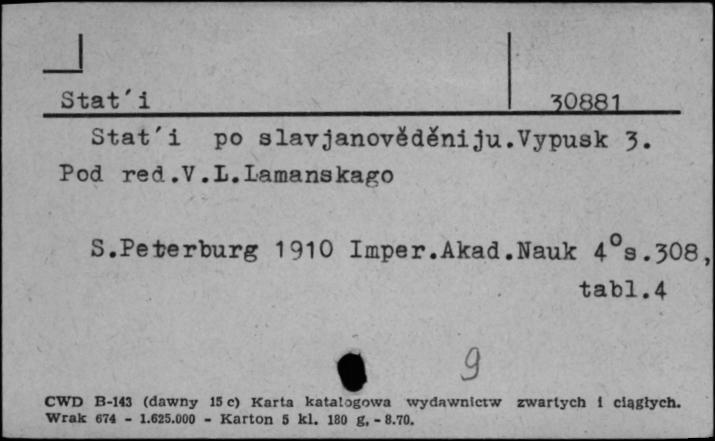 Stat´i 30881
Stat´i po slavjanověděniju.Vypusk 3.
Pod red.V.L.Lamanskago
S.Peterburg 1910 Imper.Akad.Nauk 4°s.308,
tabl.4
9
CWD B-143 (dawny 15 c) Karta katalogowa wydawnictw zwartych i ciągłych.
Wrak 674 - 1.625.000 - Karton 5 kl. 180 g. - 8.70.